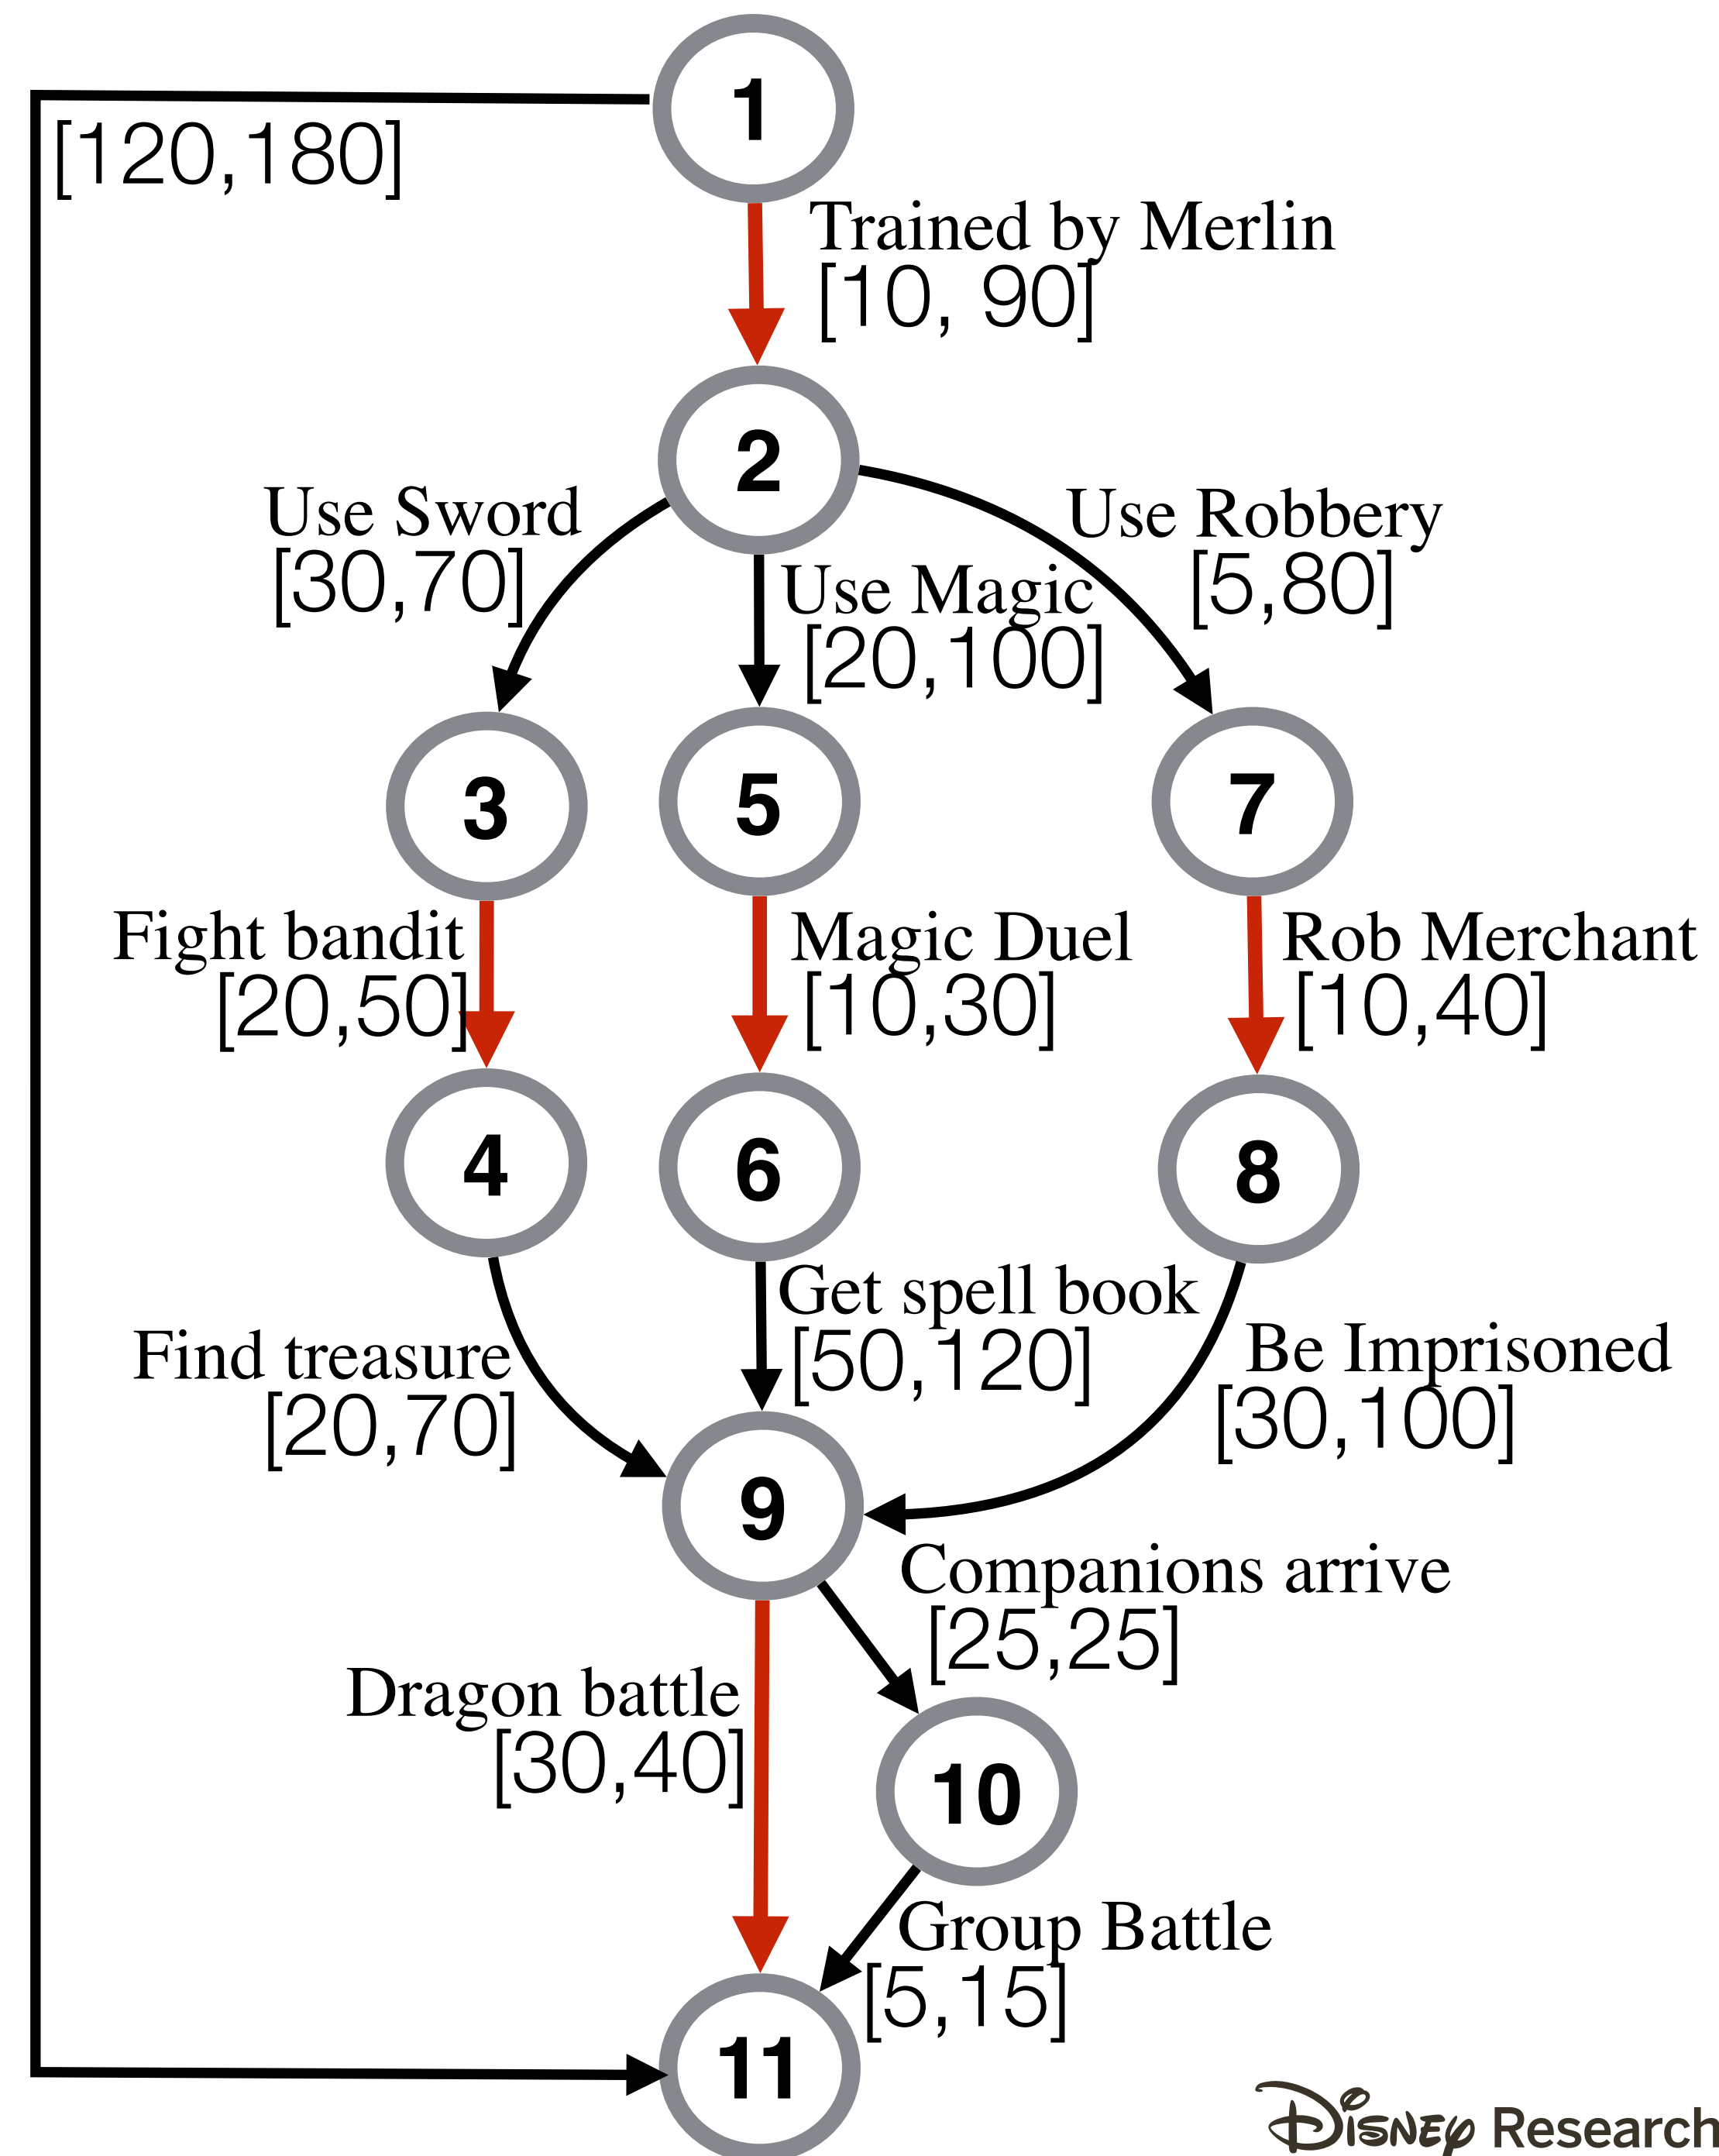 1
[120,180]
Trained by Merlin
[10, 90]
2
Use Sword
[30,70]
Use Magic
[20,100]
Use Robbery
[5,80]
3
5
7
Fight bandit
[20,50]
Magic Duel
[10,30]
Rob Merchant
[10,40]
4
6
8
Find treasure
[20,70]
Get spell book
[50,120]
Be Imprisoned
[30,100]
9
Companions arrive
[25,25]
Dragon battle
[30,40]
10
Group Battle
[5,15]
11
Disney Research